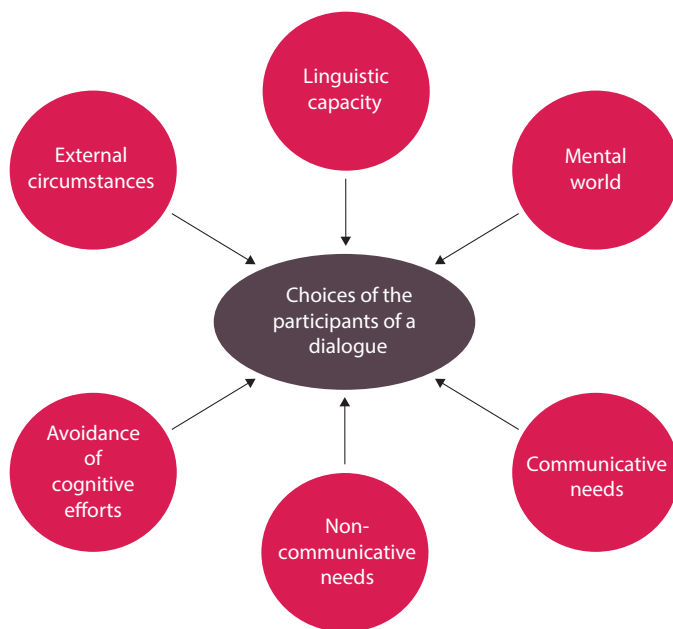 Linguistic
capacity
External
circumstances
Mental
world
Choices of the
participants of a
dialogue
Avoidance
of
cognitive
efforts
Communicative
needs
Non-
communicative
needs